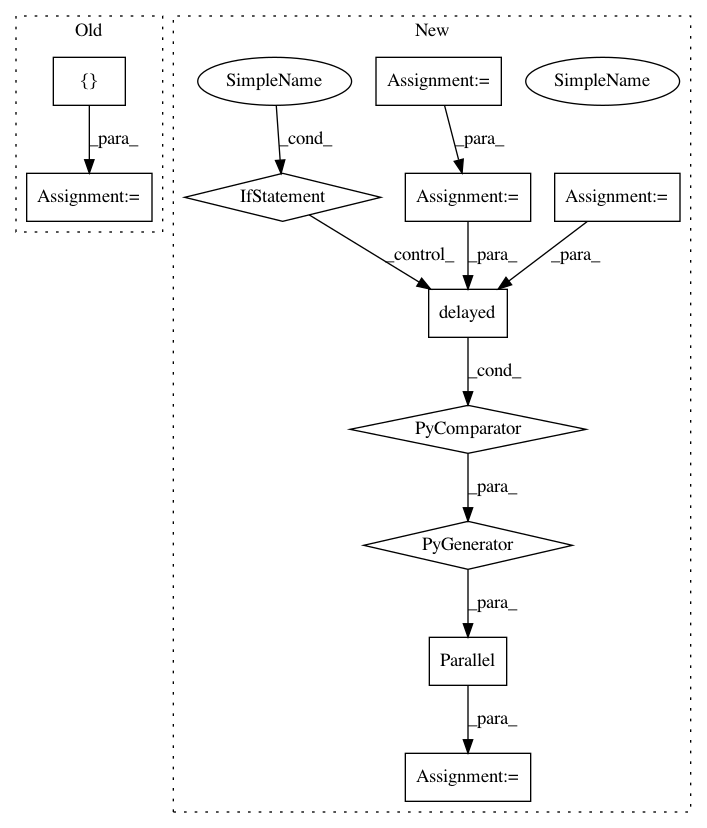 Old
New
{}
SimpleName
Assignment:=
SimpleName
_para_
_cond_
_para_
Assignment:=
IfStatement
Assignment:=
Assignment:=
_control_
_para_
_para_
delayed
_cond_
PyComparator
_para_
PyGenerator
_para_
Parallel
_para_
Assignment:=